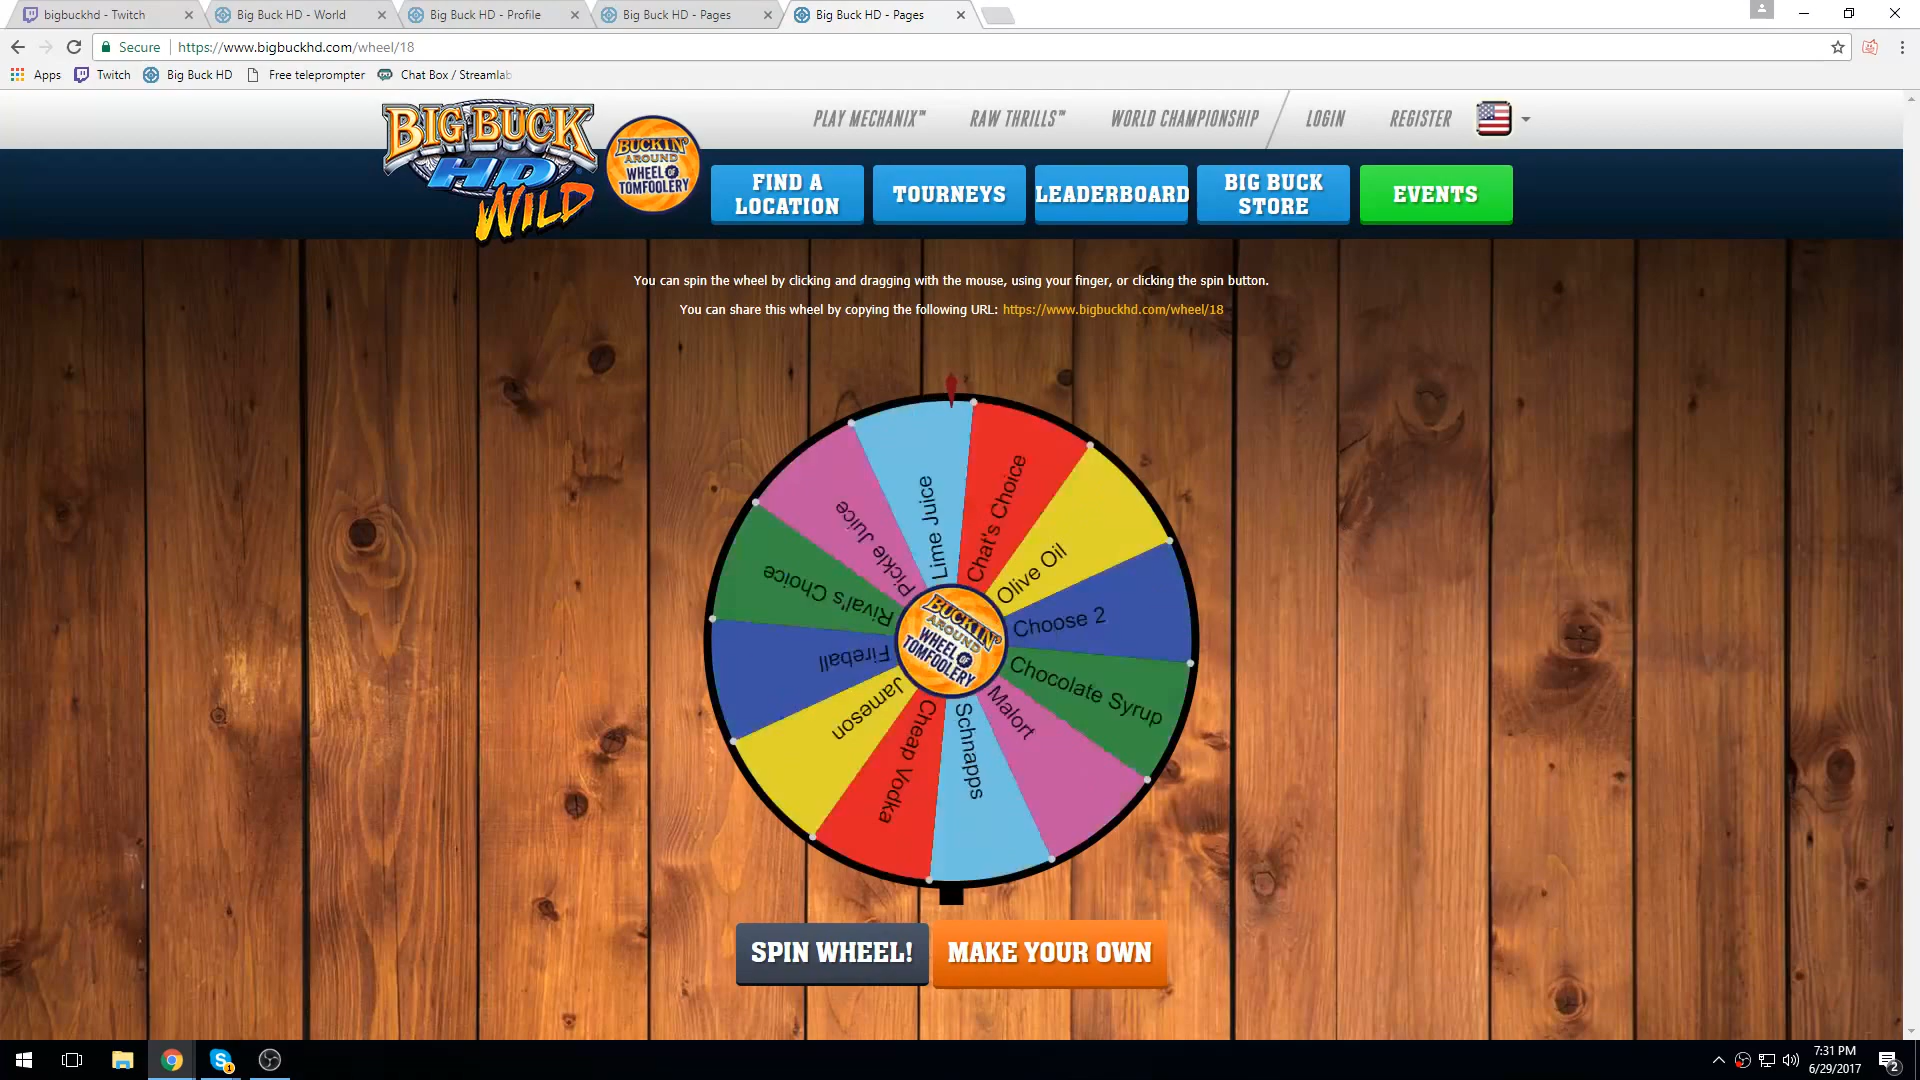 bigbuckhd - Twitch
Big Buck HD - World
Big Buck HD - Profile
Big Buck HD - Pages
Big Buck HD - Pages
Secure
https://www.bigbuckhd.com/wheel/18
Apps
Twitch
Big Buck HD
Free teleprompter
Chat Box / Streamlab
PLAY MECHANIX™
RAW THRILLS™
WORLD CHAMPIONSHIP
LOGIN
REGISTER
BIG BUCK
HD
WILD
BUCKIN'
AROUND
WHEEL OF
TOMFOOLERY
FIND A
LOCATION
TOURNEYS
LEADERBOARD
BIG BUCK
STORE
EVENTS
You can spin the wheel by clicking and dragging with the mouse, using your finger, or clicking the spin button.
You can share this wheel by copying the following URL: https://www.bigbuckhd.com/wheel/18
Lime Juice
Chat's Choice
Olive Oil
Choose 2
Chocolate Syrup
Malort
Schnapps
Cheap Vodka
Jameson
Fireball
Rival's Choice
Pickle Juice
BUCKIN'
AROUND
WHEEL OF
TOMFOOLERY
SPIN WHEEL!
MAKE YOUR OWN
1
7:31 PM
6/29/2017
2